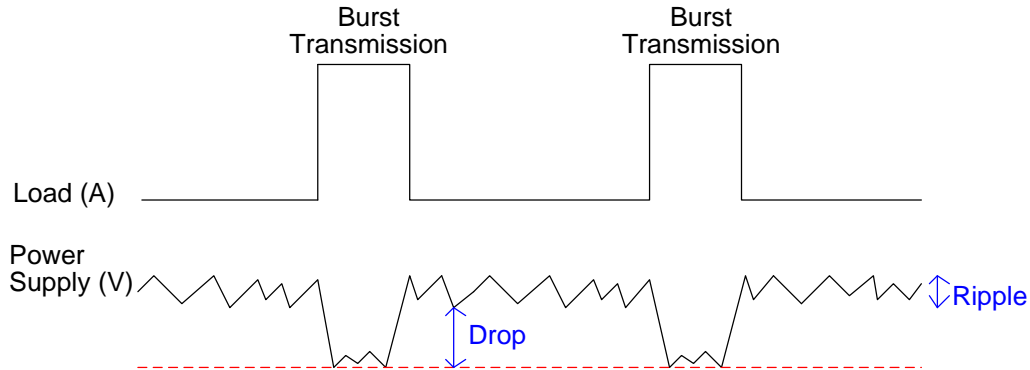 Burst
Transmission
Burst
Transmission
Load (A)
Power
Supply (V)
Ripple
Drop